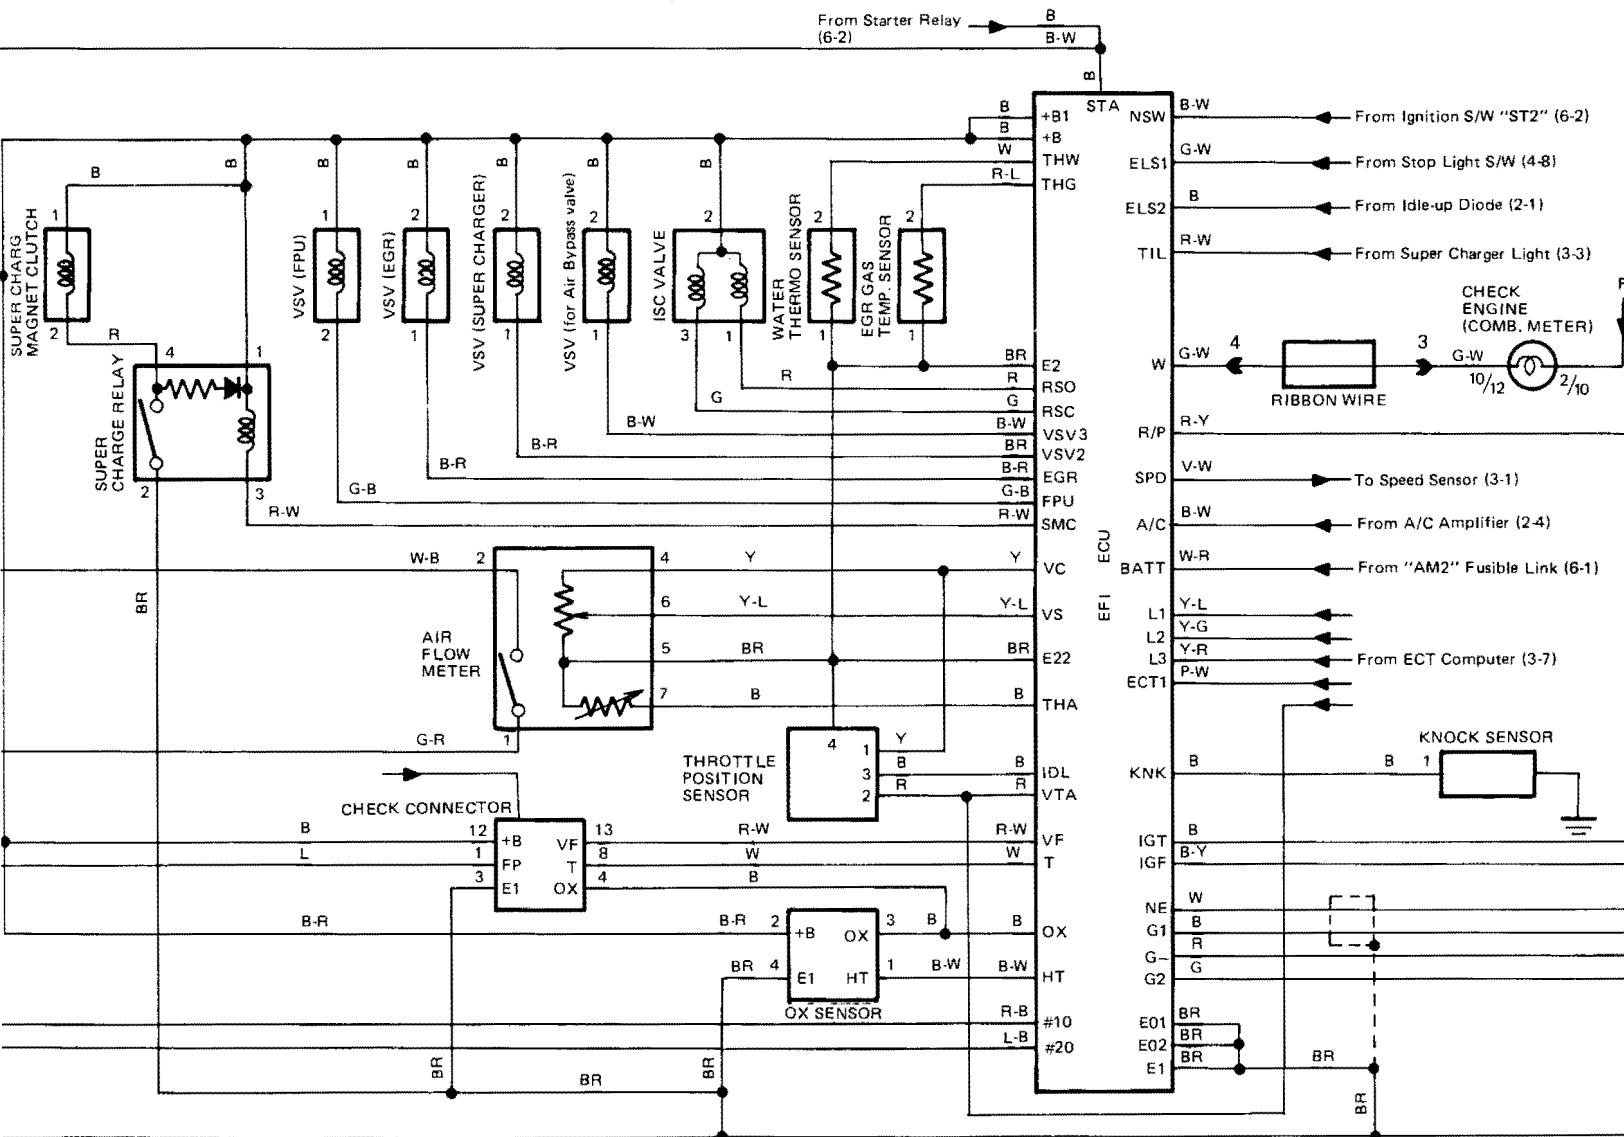 From Starter Relay
(6-2)
B
B-W
B
STA
B
+B1
B
+B
W
THW
R-L
THG
NSW
B-W
From Ignition S/W "ST2" (6-2)
ELS1
G-W
From Stop Light S/W (4-8)
ELS2
B
From Idle-up Diode (2-1)
TIL
R-W
From Super Charger Light (3-3)
B
B
B
B
B
B
B
1
SUPER CHARG
MAGNET CLUTCH
2
R
1
VSV (FPU)
2
2
VSV (EGR)
1
2
VSV (SUPER CHARGER)
1
2
VSV (for Air Bypass valve)
1
2
ISC VALVE
3
1
2
WATER
THERMO SENSOR
1
2
EGR GAS
TEMP. SENSOR
1
CHECK
ENGINE
(COMB. METER)
W
G-W
4
3
G-W
10/12
2/10
RIBBON WIRE
4
1
SUPER
CHARGE RELAY
2
3
BR
E2
R
R
RSO
G
G
RSC
B-W
B-W
VSV3
B-R
BR
VSV2
B-R
B-R
EGR
G-B
G-B
FPU
R-W
R-W
SMC
R/P
R-Y
SPD
V-W
To Speed Sensor (3-1)
A/C
B-W
From A/C Amplifier (2-4)
EFI ECU
BATT
W-R
From "AM2" Fusible Link (6-1)
L1
Y-L
L2
Y-G
L3
Y-R
From ECT Computer (3-7)
ECT1
P-W
BR
W-B
2
4
Y
Y
VC
6
Y-L
Y-L
VS
AIR
FLOW
METER
5
BR
BR
E22
7
B
B
THA
G-R
1
THROTTLE
POSITION
SENSOR
4
1
Y
3
B
B
IDL
2
R
R
VTA
KNOCK SENSOR
KNK
B
B
1
CHECK CONNECTOR
B
12
+B
VF
13
R-W
R-W
VF
L
1
FP
T
8
W
W
T
3
E1
OX
4
B
IGT
B
IGF
B-Y
B-R
B-R
2
+B
OX
3
B
B
OX
BR
4
E1
HT
1
B-W
B-W
HT
OX SENSOR
NE
W
G1
B
G−
R
G2
G
R-B
#10
L-B
#20
E01
BR
E02
BR
E1
BR
BR
BR
BR
BR
BR